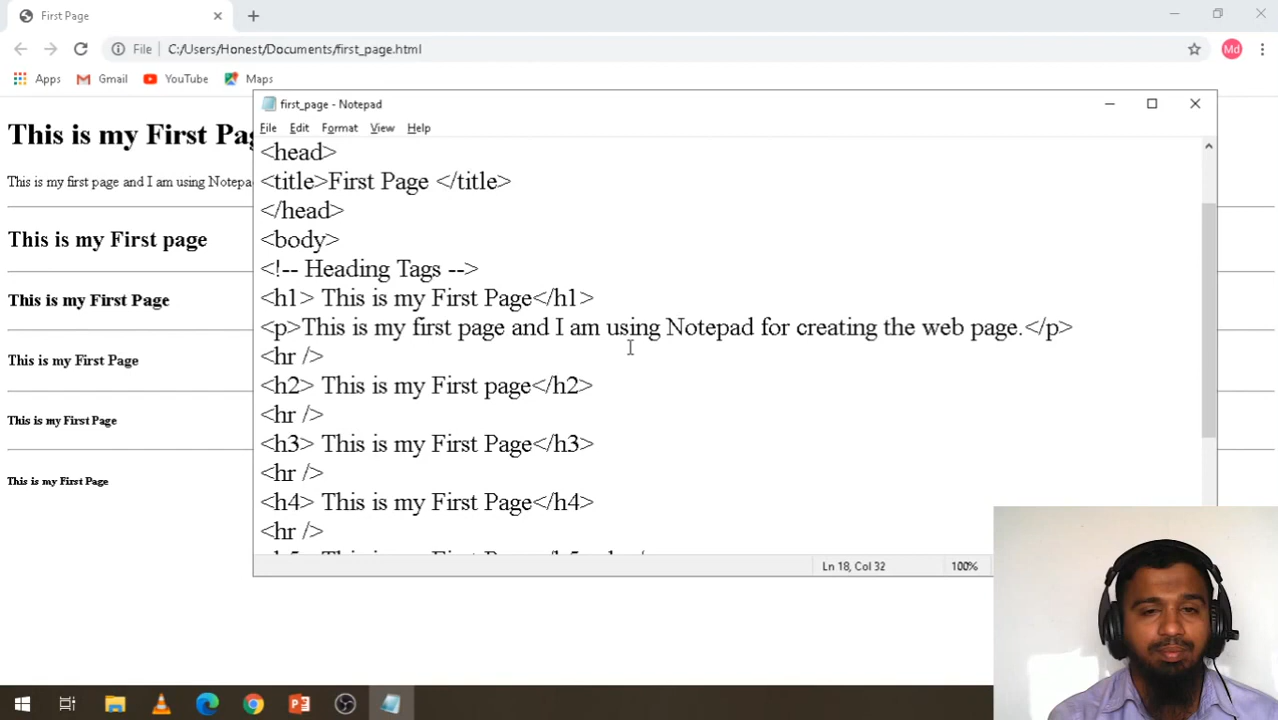 First Page
File
C:/Users/Honest/Documents/first_page.html
Md
Apps
Gmail
YouTube
Maps
This is my First Pag
This is my first page and I am using Notepa
This is my First page
This is my First Page
This is my First Page
This is my First Page
This is my First Page
first_page - Notepad
File Edit Format View Help
<head>
<title>First Page </title>
</head>
<body>
<!-- Heading Tags -->
<h1> This is my First Page</h1>
<p>This is my first page and I am using Notepad for creating the web page.</p>
<hr />
<h2> This is my First page</h2>
<hr />
<h3> This is my First Page</h3>
<hr />
<h4> This is my First Page</h4>
<hr />
Ln 18, Col 32
100%